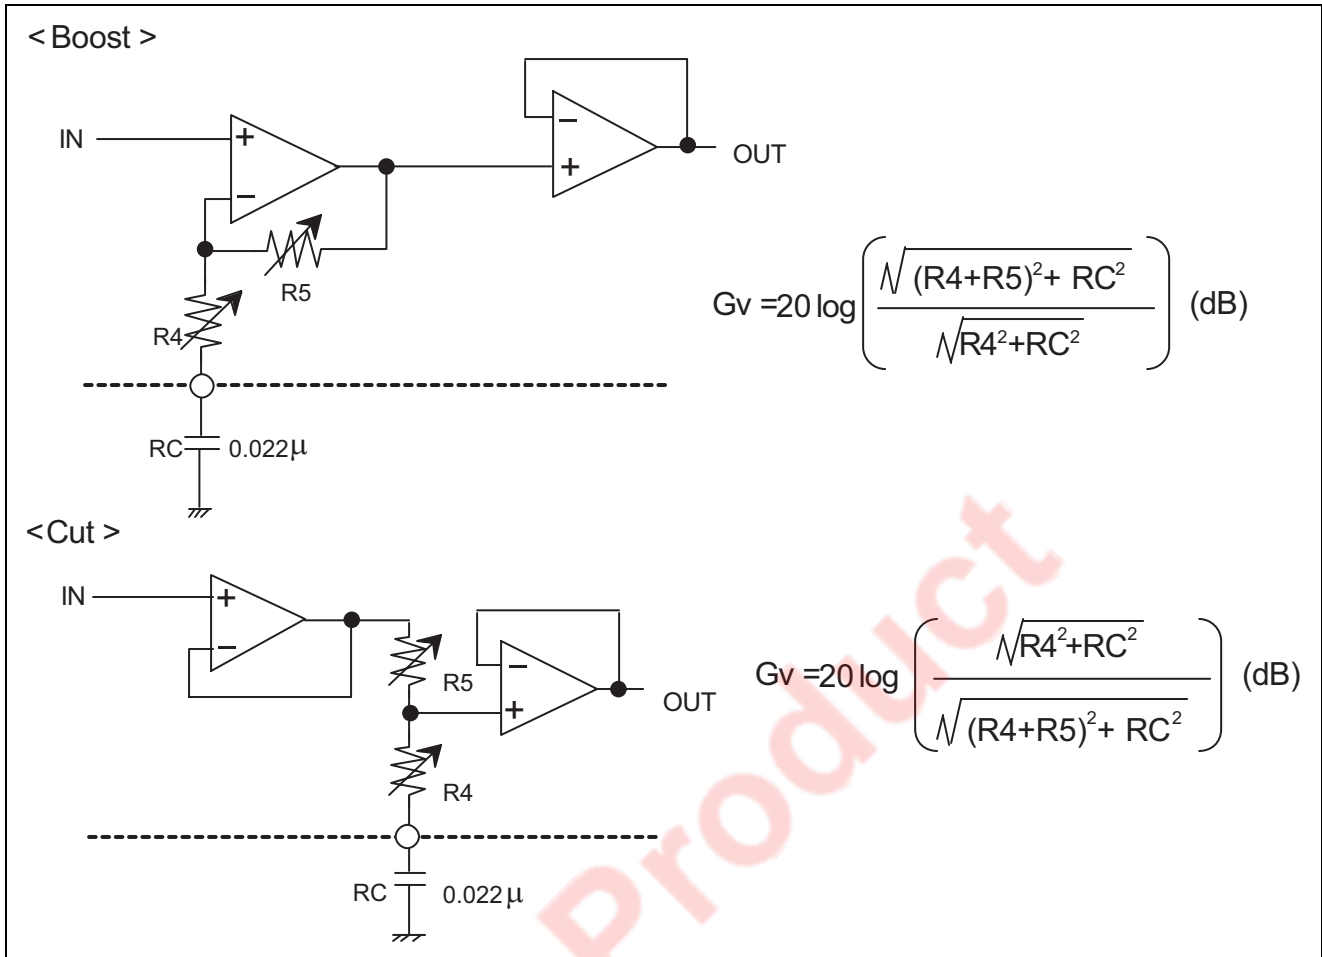 < Boost >
IN
+
−
−
+
OUT
R5
R4
Gv =20 log ( √(R4+R5)²+ RC² / √R4²+RC² ) (dB)
RC 0.022μ
<Cut >
IN
+
−
−
+
R5
OUT
R4
Gv =20 log ( √R4²+RC² / √(R4+R5)²+ RC² ) (dB)
RC 0.022μ
Product